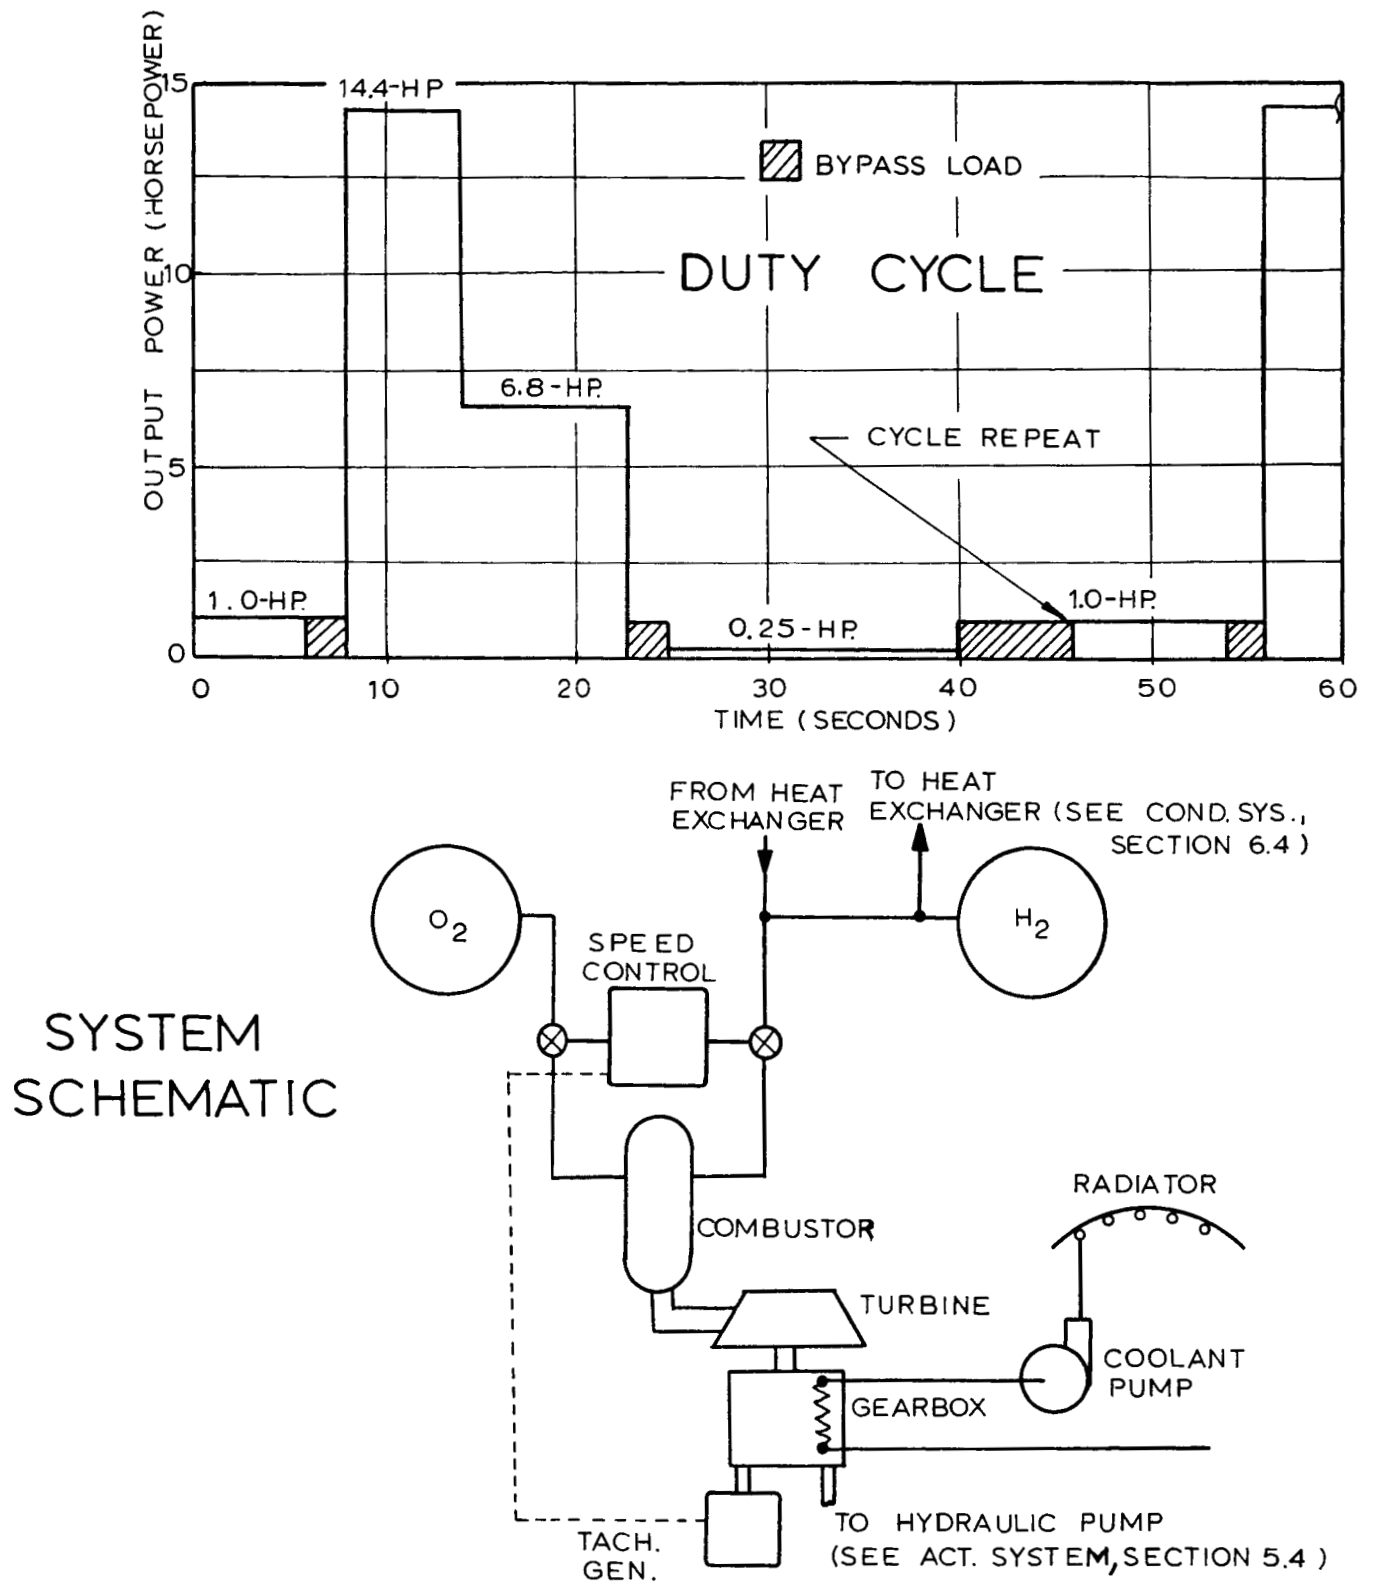 OUTPUT POWER (HORSEPOWER)
15
14.4-HP
BYPASS LOAD
10
DUTY CYCLE
6.8-HP.
5
CYCLE REPEAT
1.0-HP.
0.25-HP.
1.0-HP.
0
0 10 20 30 40 50 60
TIME (SECONDS)
FROM HEAT
EXCHANGER
TO HEAT
EXCHANGER (SEE COND. SYS.,
SECTION 6.4)
O2
H2
SPEED
CONTROL
SYSTEM
SCHEMATIC
COMBUSTOR
RADIATOR
TURBINE
COOLANT
PUMP
GEARBOX
TACH.
GEN.
TO HYDRAULIC PUMP
(SEE ACT. SYSTEM, SECTION 5.4)